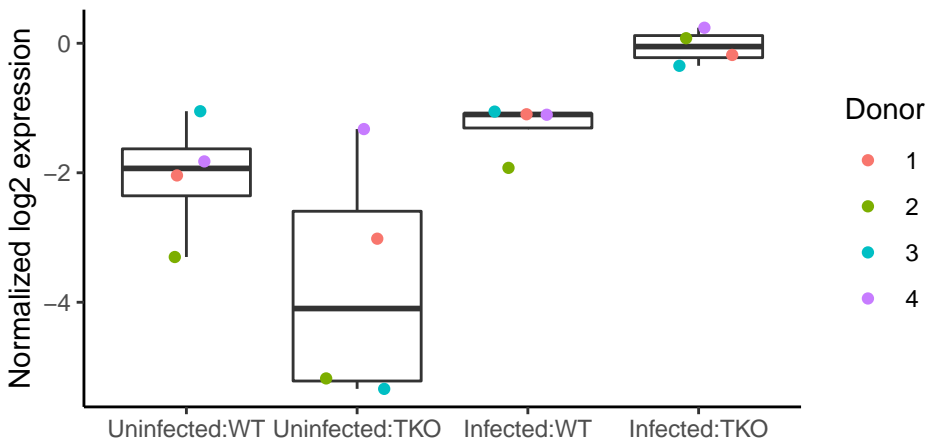 Normalized log2 expression
0
−2
−4
Uninfected:WT Uninfected:TKO Infected:WT Infected:TKO
Donor
1
2
3
4